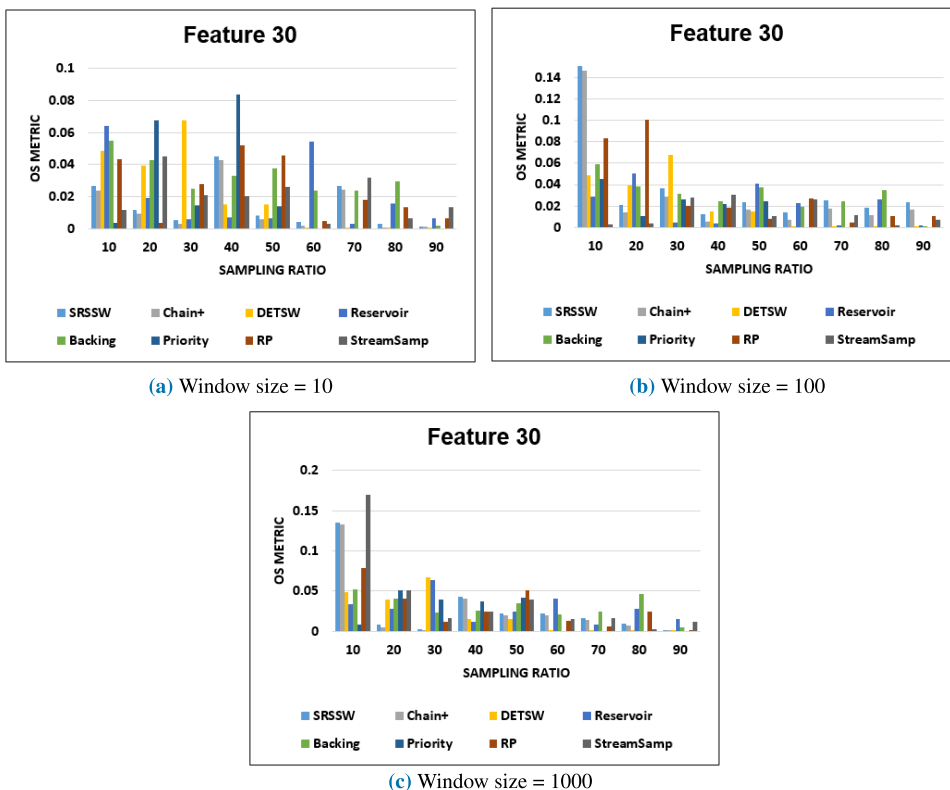 Feature 30
0.1
0.08
0.06
0.04
0.02
0
OS METRIC
10 20 30 40 50 60 70 80 90
SAMPLING RATIO
SRSSW Chain+ DETSW Reservoir
Backing Priority RP StreamSamp
(a) Window size = 10
Feature 30
0.14
0.12
0.1
0.08
0.06
0.04
0.02
0
OS METRIC
10 20 30 40 50 60 70 80 90
SAMPLING RATIO
SRSSW Chain+ DETSW Reservoir
Backing Priority RP StreamSamp
(b) Window size = 100
Feature 30
0.2
0.15
0.1
0.05
0
OS METRIC
10 20 30 40 50 60 70 80 90
SAMPLING RATIO
SRSSW Chain+ DETSW Reservoir
Backing Priority RP StreamSamp
(c) Window size = 1000